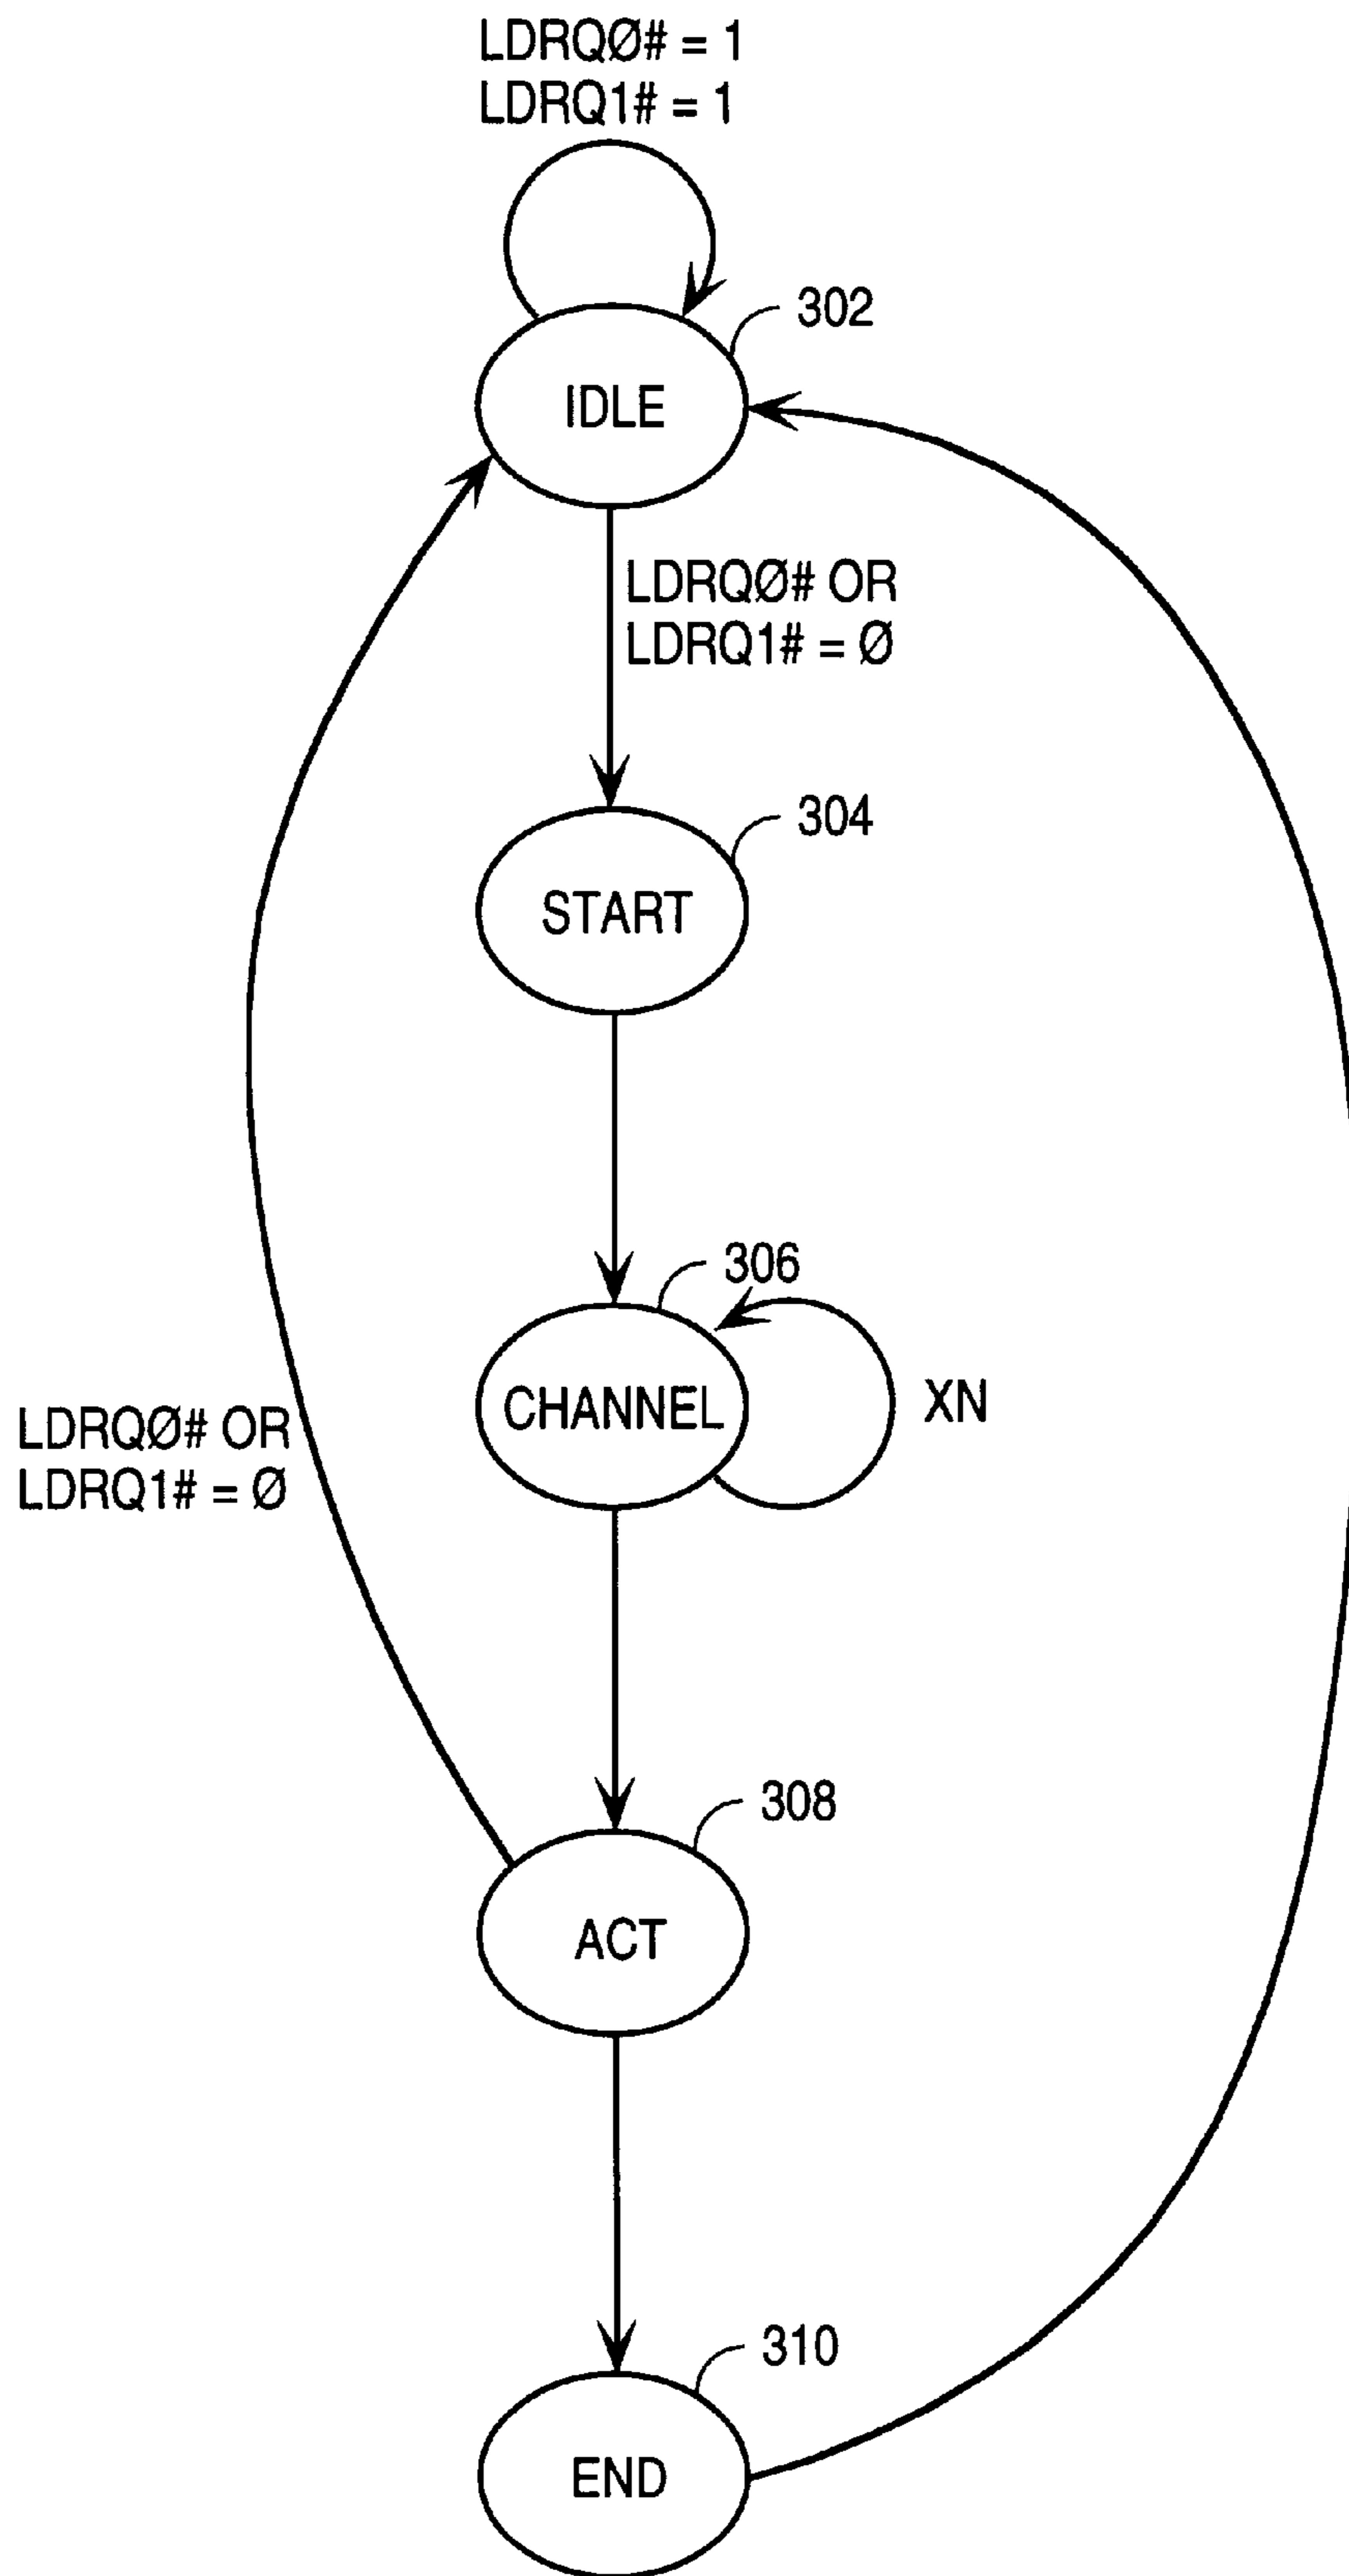 LDRQØ# = 1
LDRQ1# = 1
302
IDLE
LDRQØ# OR
LDRQ1# = Ø
304
START
306
CHANNEL
XN
LDRQØ# OR
LDRQ1# = Ø
308
ACT
310
END